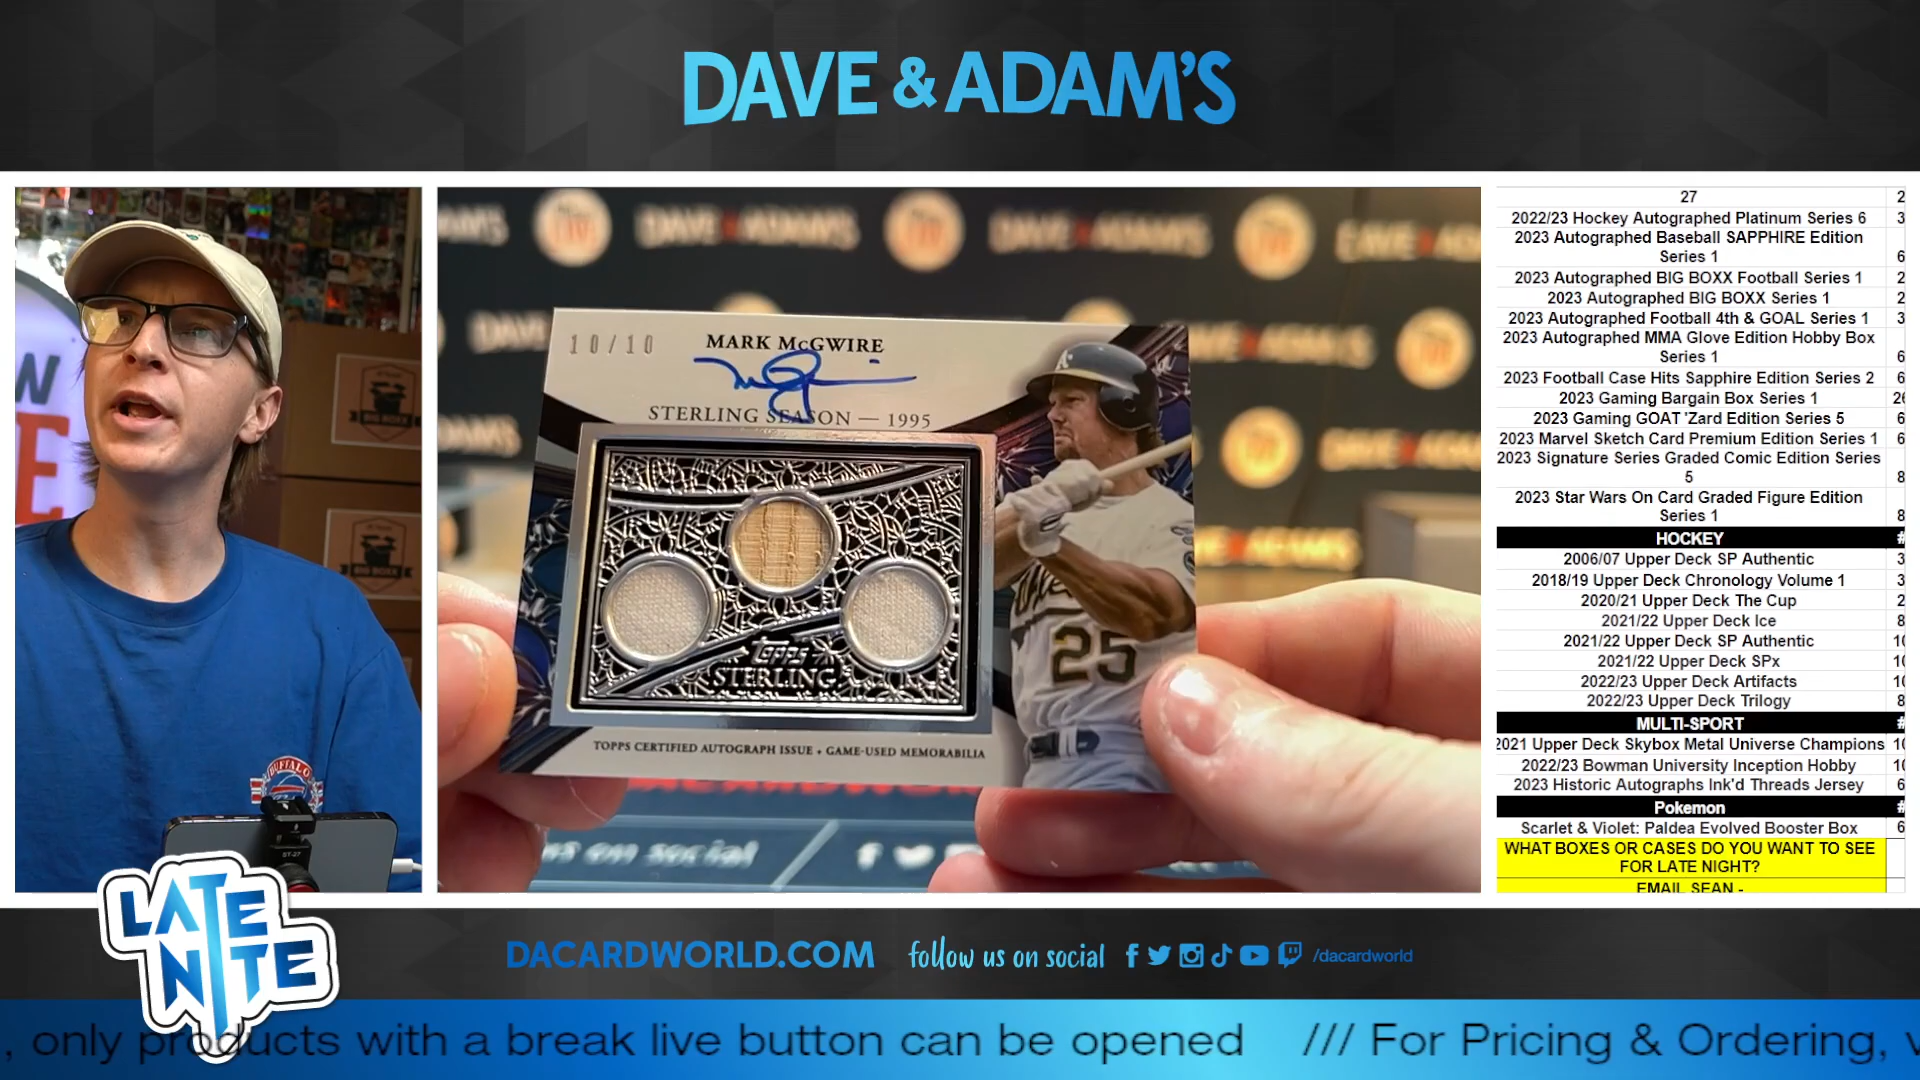 DAVE & ADAM'S
10/10
MARK McGWIRE
STERLING SEASON — 1995
TOPPS
STERLING
TOPPS CERTIFIED AUTOGRAPH ISSUE • GAME-USED MEMORABILIA
25
DAVE & ADAM'S
DAVE & ADAM'S
ns on social
BUFFALO
ST-27
27
2022/23 Hockey Autographed Platinum Series 6
2023 Autographed Baseball SAPPHIRE Edition
Series 1
2023 Autographed BIG BOXX Football Series 1
2023 Autographed BIG BOXX Series 1
2023 Autographed Football 4th & GOAL Series 1
2023 Autographed MMA Glove Edition Hobby Box
Series 1
2023 Football Case Hits Sapphire Edition Series 2
2023 Gaming Bargain Box Series 1
2023 Gaming GOAT 'Zard Edition Series 5
2023 Marvel Sketch Card Premium Edition Series 1
2023 Signature Series Graded Comic Edition Series
5
2023 Star Wars On Card Graded Figure Edition
Series 1
HOCKEY #
2006/07 Upper Deck SP Authentic
2018/19 Upper Deck Chronology Volume 1
2020/21 Upper Deck The Cup
2021/22 Upper Deck Ice
2021/22 Upper Deck SP Authentic
2021/22 Upper Deck SPx
2022/23 Upper Deck Artifacts
2022/23 Upper Deck Trilogy
MULTI-SPORT #
2021 Upper Deck Skybox Metal Universe Champions
2022/23 Bowman University Inception Hobby
2023 Historic Autographs Ink'd Threads Jersey
Pokemon #
Scarlet & Violet: Paldea Evolved Booster Box
WHAT BOXES OR CASES DO YOU WANT TO SEE
FOR LATE NIGHT?
EMAIL SEAN -
LATE
NITE
DACARDWORLD.COM follow us on social /dacardworld
, only products with a break live button can be opened /// For Pricing & Ordering, v